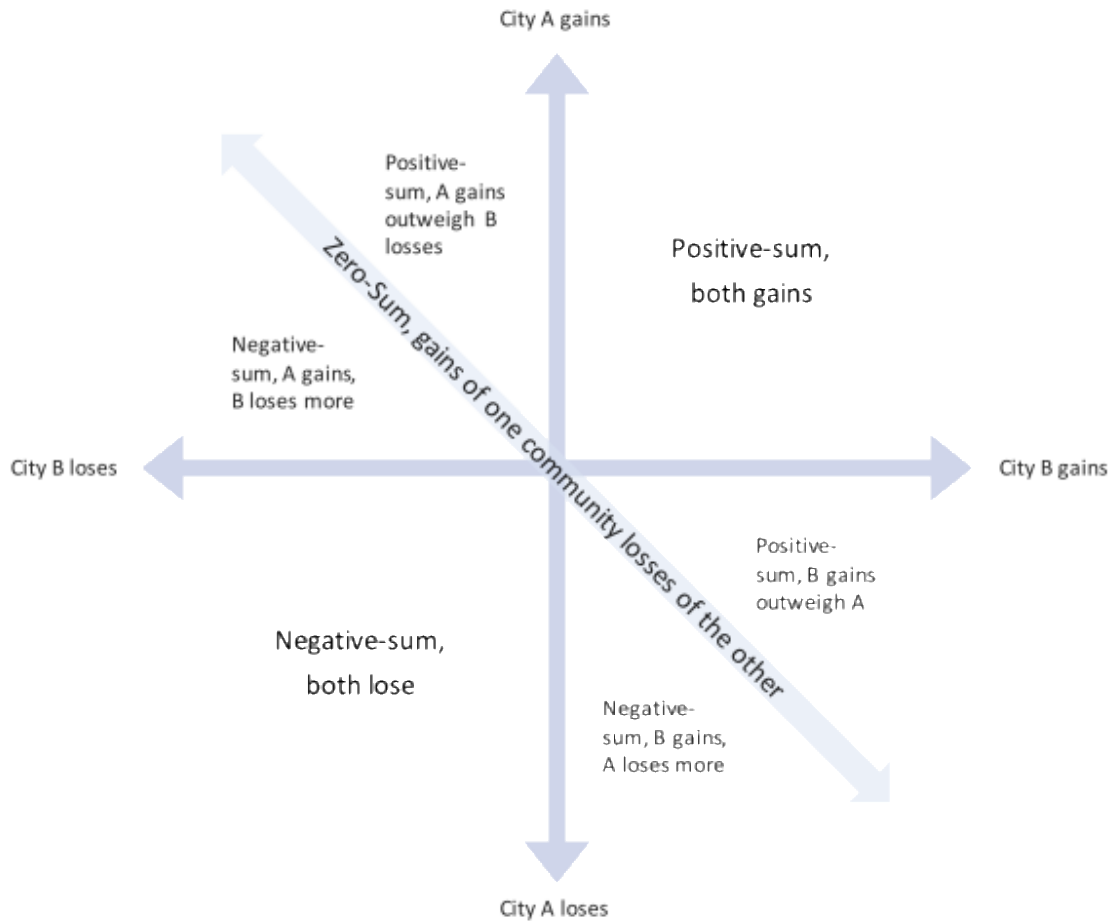 City A gains
Positive-
sum, A gains
outweigh B
losses
Positive-sum,
both gains
Zero-Sum, gains of one community losses of the other
Negative-
sum, A gains,
B loses more
City B loses
City B gains
Positive-
sum, B gains
outweigh A
Negative-sum,
both lose
Negative-
sum, B gains,
A loses more
City A loses